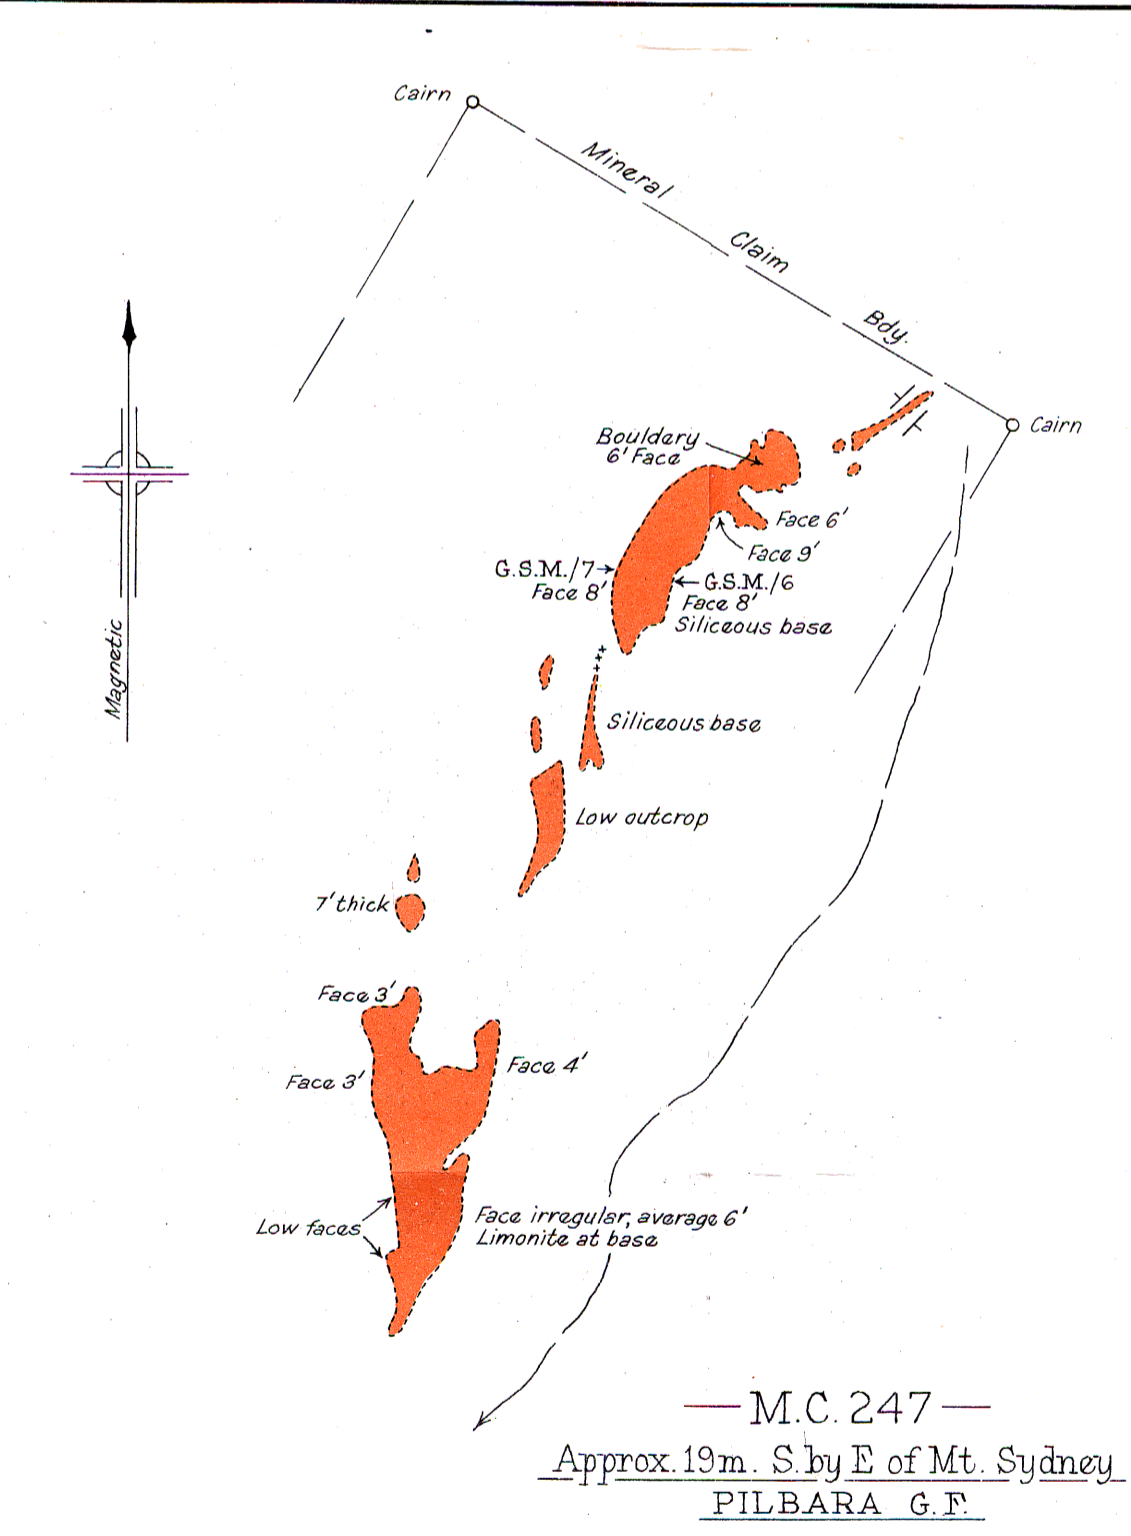 Cairn
Mineral Claim Bdy.
Cairn
Magnetic
Bouldery
6' Face
Face 6'
Face 9'
G.S.M./7
Face 8'
G.S.M./6
Face 8'
Siliceous base
Siliceous base
Low outcrop
7' thick
Face 3'
Face 3'
Face 4'
Low faces
Face irregular, average 6'
Limonite at base
— M.C. 247 —
Approx. 19m. S. by E of Mt. Sydney
PILBARA G.F.